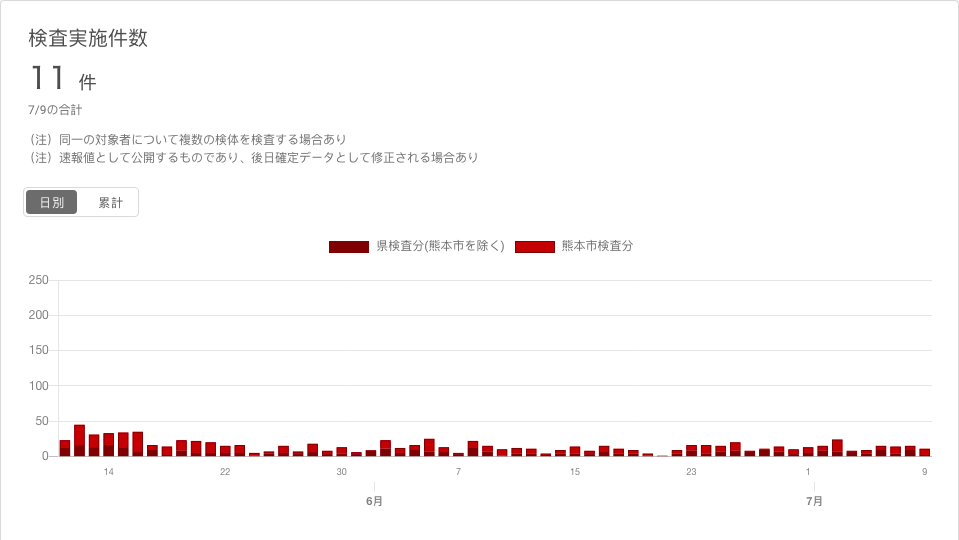 検査実施件数
11 件
7/9の合計
（注）同一の対象者について複数の検体を検査する場合あり
（注）速報値として公開するものであり、後日確定データとして修正される場合あり
日別 累計
県検査分(熊本市を除く) 熊本市検査分
250
200
150
100
50
0
14 22 30 7 15 23 1 9
6月 7月